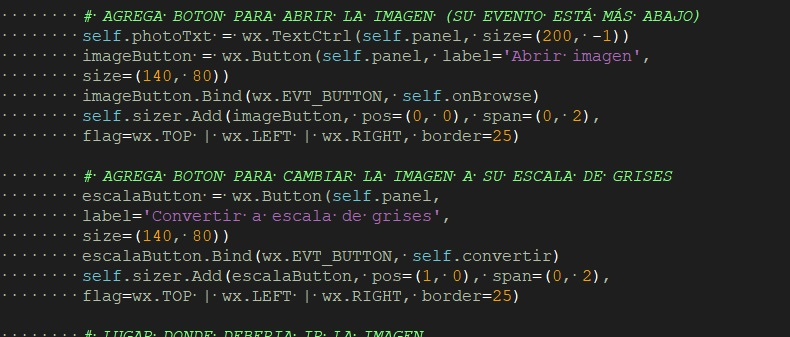 # AGREGA BOTON PARA ABRIR LA IMAGEN (SU EVENTO ESTÁ MÁS ABAJO)
self.photoTxt = wx.TextCtrl(self.panel, size=(200, -1))
imageButton = wx.Button(self.panel, label='Abrir imagen',
size=(140, 80))
imageButton.Bind(wx.EVT_BUTTON, self.onBrowse)
self.sizer.Add(imageButton, pos=(0, 0), span=(0, 2),
flag=wx.TOP | wx.LEFT | wx.RIGHT, border=25)
# AGREGA BOTON PARA CAMBIAR LA IMAGEN A SU ESCALA DE GRISES
escalaButton = wx.Button(self.panel,
label='Convertir a escala de grises',
size=(140, 80))
escalaButton.Bind(wx.EVT_BUTTON, self.convertir)
self.sizer.Add(escalaButton, pos=(1, 0), span=(0, 2),
flag=wx.TOP | wx.LEFT | wx.RIGHT, border=25)
# LUGAR DONDE DEBERIA IR LA IMAGEN